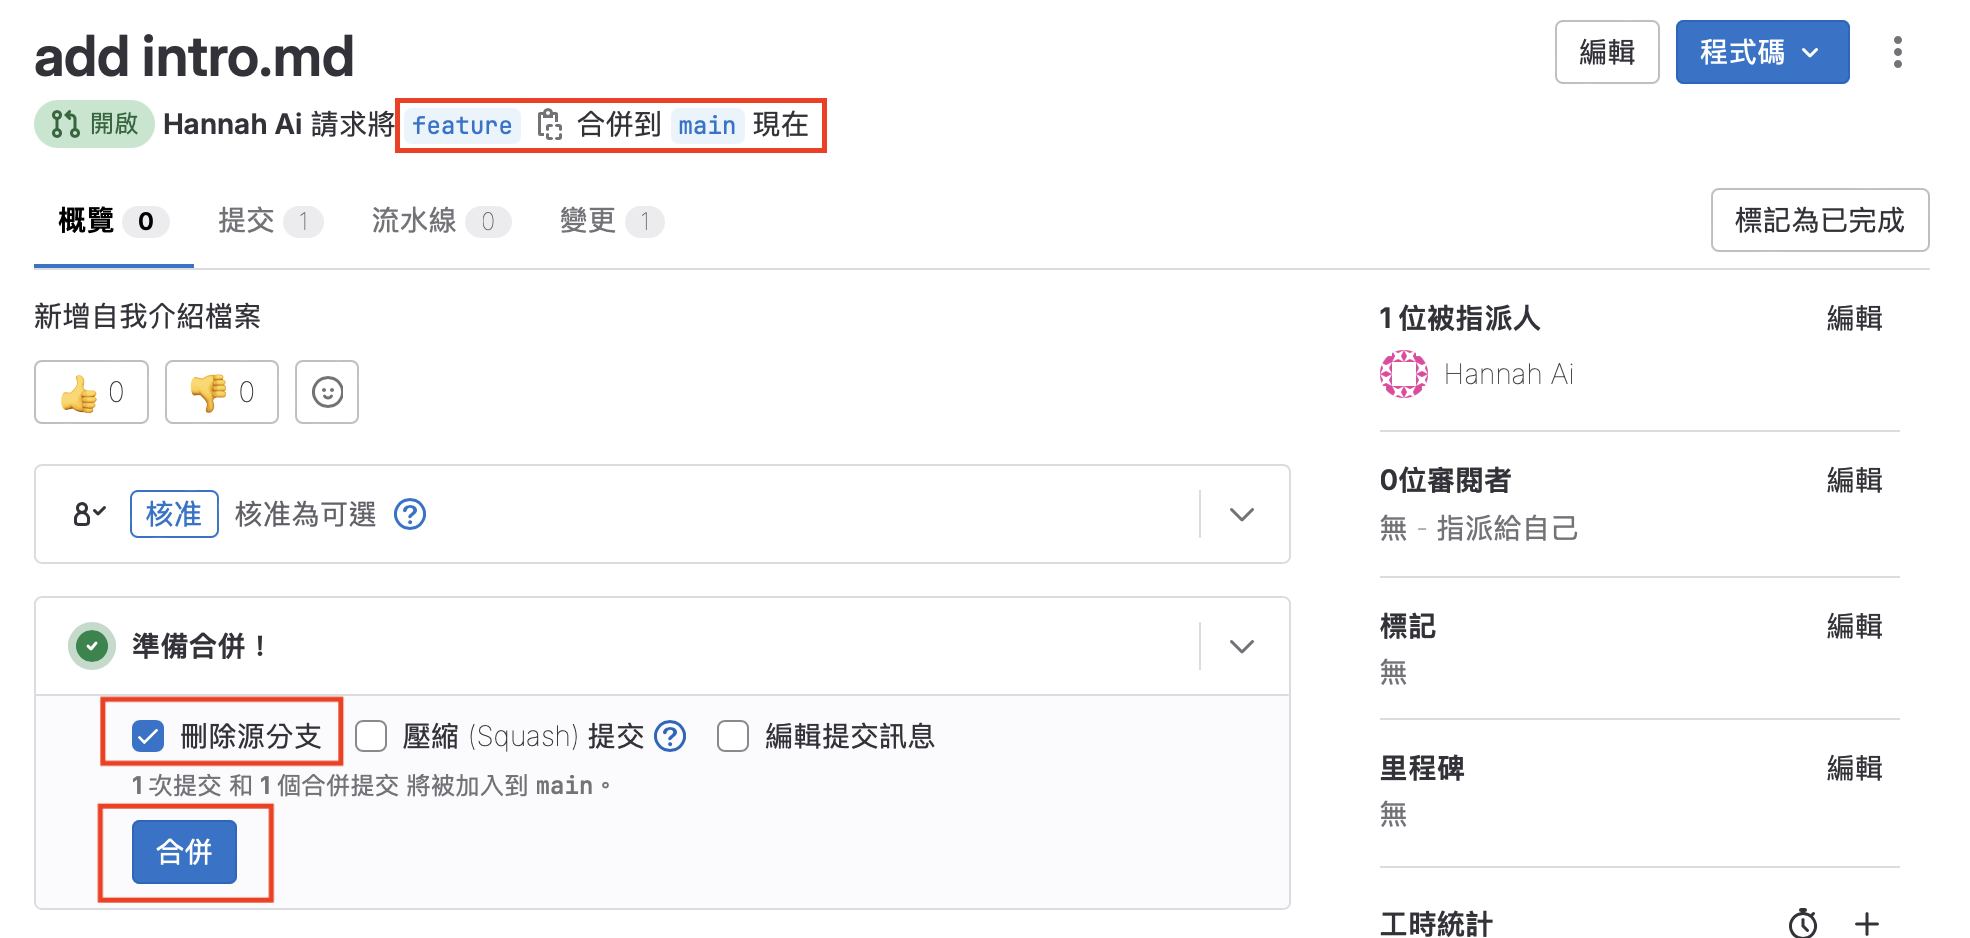 add intro.md
編輯
程式碼
開啟 Hannah Ai 請求將 feature 合併到 main 現在
概覽 0 提交 1 流水線 0 變更 1
標記為已完成
新增自我介紹檔案
👍 0 👎 0
核准 核准為可選
準備合併！
刪除源分支 壓縮 (Squash) 提交 編輯提交訊息
1 次提交 和 1 個合併提交 將被加入到 main。
合併
1 位被指派人 編輯
Hannah Ai
0位審閱者 編輯
無 - 指派給自己
標記 編輯
無
里程碑 編輯
無
工時統計